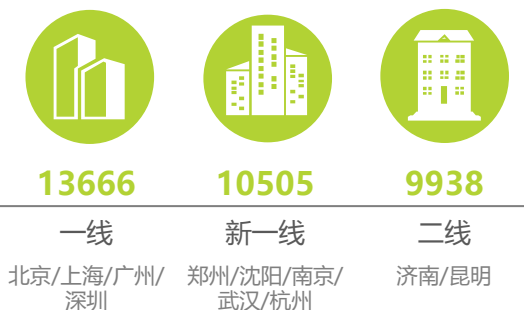 13666
10505
9938
一线
新一线
二线
北京/上海/广州/
深圳
郑州/沈阳/南京/
武汉/杭州
济南/昆明